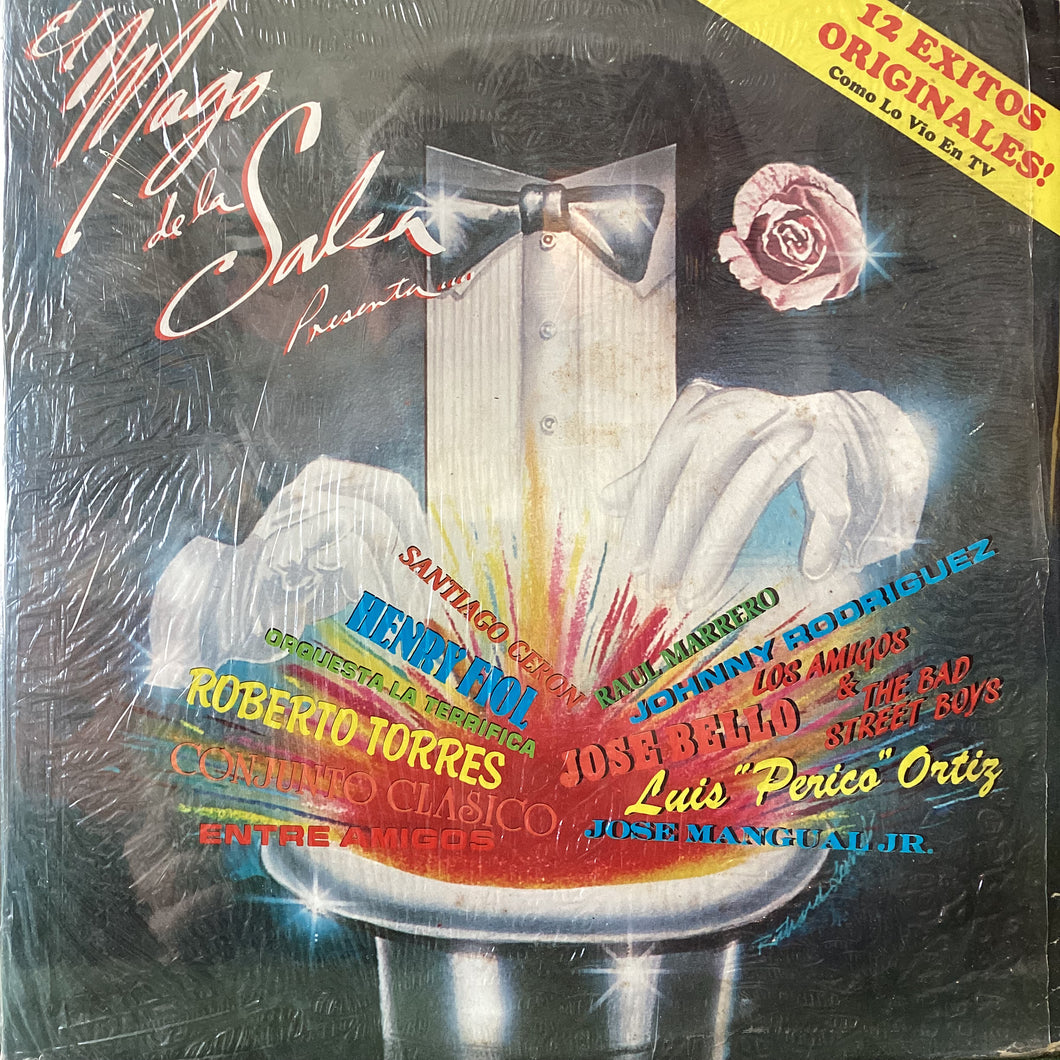 El Mago
de la Salsa
Presenta....
12 EXITOS
ORIGINALES!
Como Lo Vio En TV
SANTIAGO CERON
HENRY FIOL
ORQUESTA LA TERRIFICA
ROBERTO TORRES
CONJUNTO CLASICO
ENTRE AMIGOS
RAUL MARRERO
JOHNNY RODRIGUEZ
LOS AMIGOS
& THE BAD
STREET BOYS
JOSE BELLO
Luis "Perico" Ortiz
JOSE MANGUAL JR.